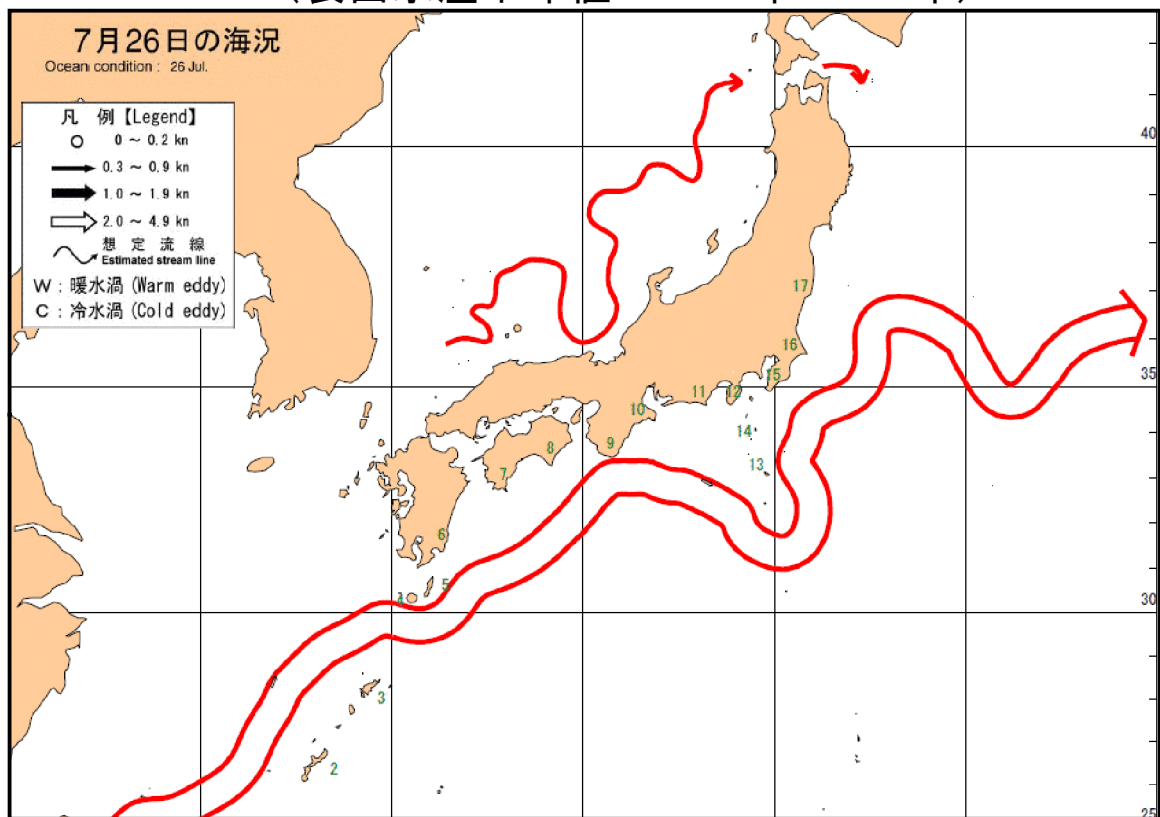 7月26日の海況
Ocean condition : 26 Jul.
凡 例【Legend】
0 ～ 0.2 kn
0.3 ～ 0.9 kn
1.0 ～ 1.9 kn
2.0 ～ 4.9 kn
想 定 流 線
Estimated stream line
W : 暖水渦 (Warm eddy)
C : 冷水渦 (Cold eddy)
40
17
16
35
15
12
11
10
14
9
8
13
7
6
5
4
30
3
2
25